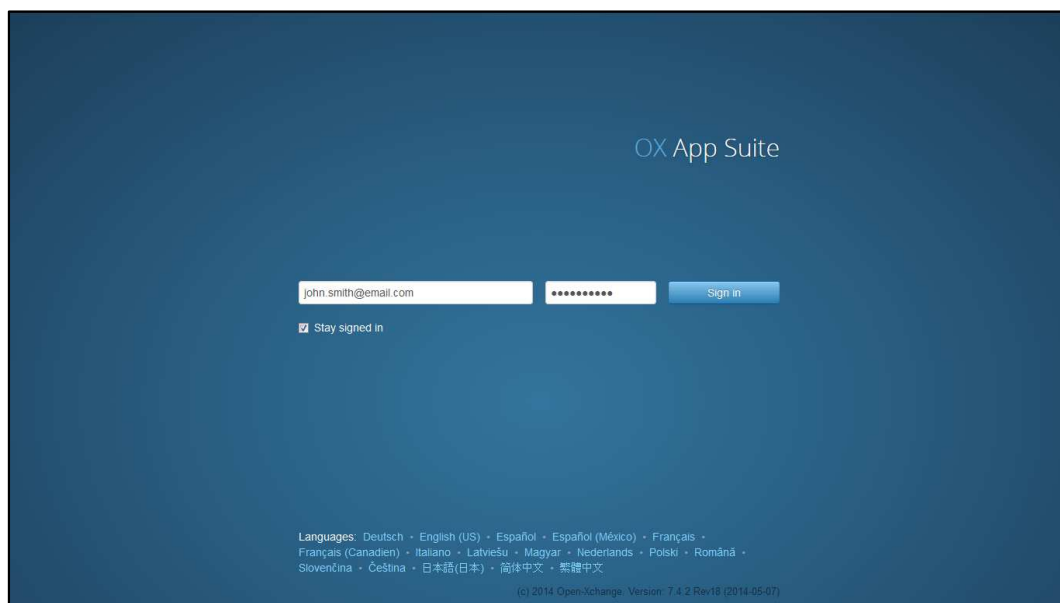 OX App Suite
john.smith@email.com
Sign in
Stay signed in
Languages: Deutsch • English (US) • Español • Español (México) • Français •
Français (Canadien) • Italiano • Latviešu • Magyar • Nederlands • Polski • Română •
Slovenčina • Čeština • 日本語(日本) • 简体中文 • 繁體中文
(c) 2014 Open-Xchange. Version: 7.4.2 Rev18 (2014-05-07)